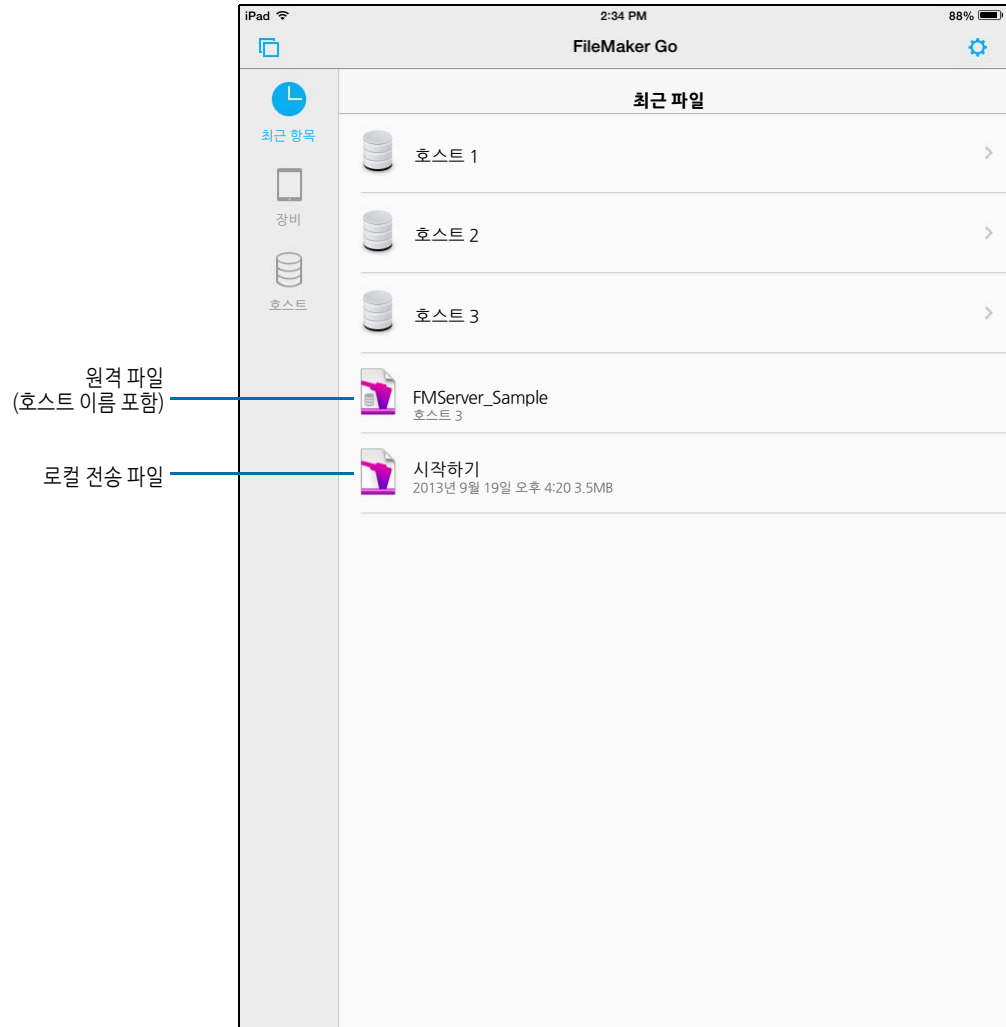 iPad 2:34 PM 88%
FileMaker Go
최근 항목
장비
호스트
최근 파일
호스트 1
호스트 2
호스트 3
원격 파일
(호스트 이름 포함)
FMServer_Sample
호스트 3
로컬 전송 파일
시작하기
2013년 9월 19일 오후 4:20 3.5MB